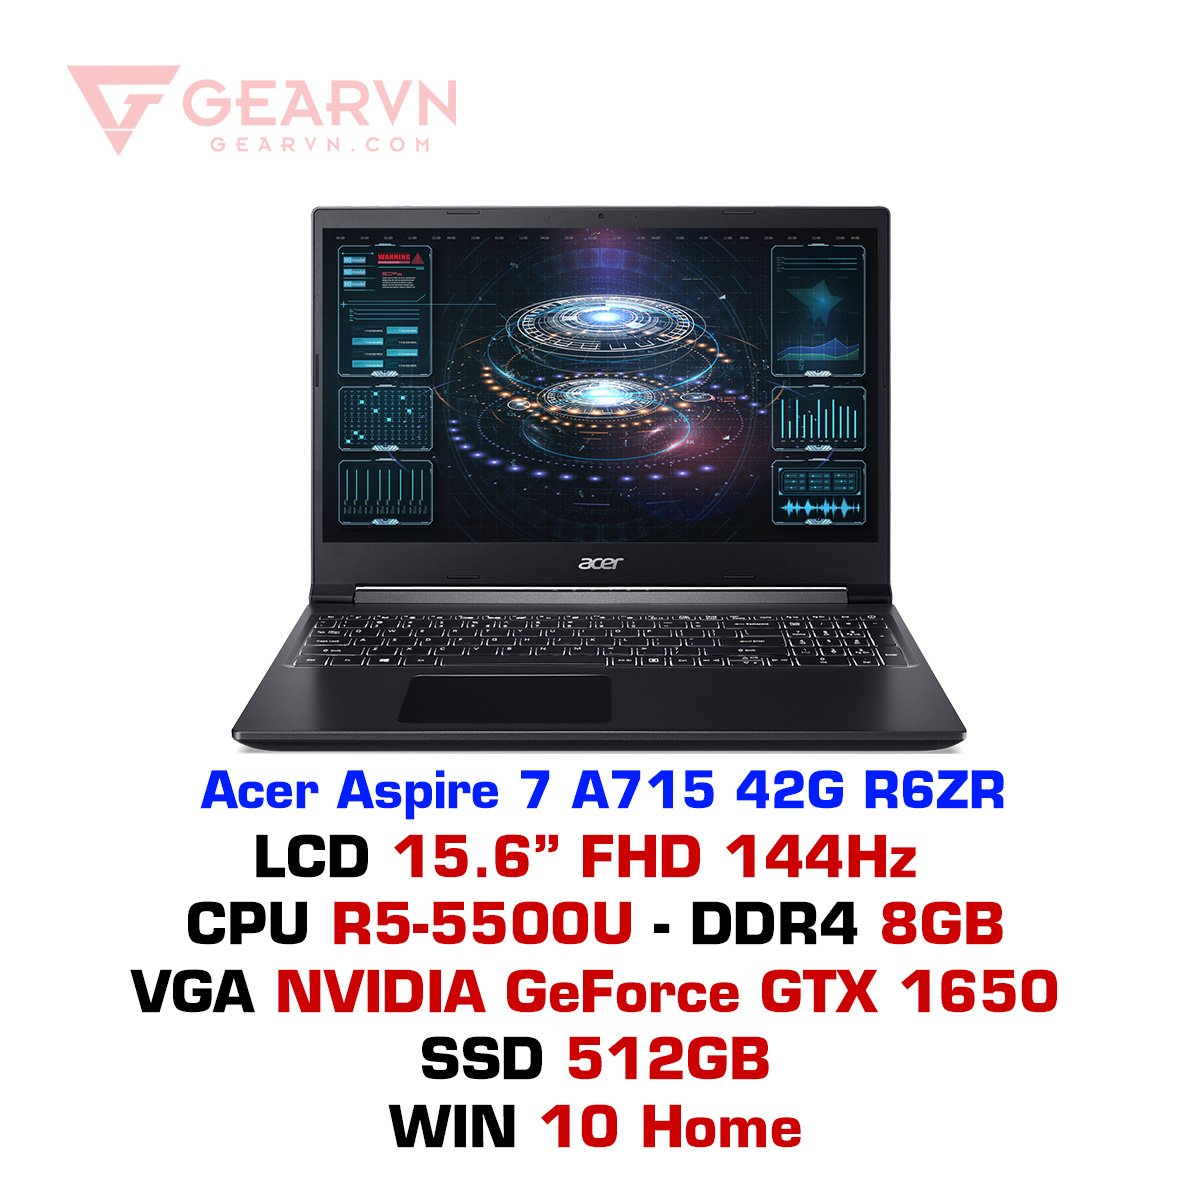 GEARVN
GEARVN.COM
WARNING
acer
Acer Aspire 7 A715 42G R6ZR
LCD 15.6” FHD 144Hz
CPU R5-5500U - DDR4 8GB
VGA NVIDIA GeForce GTX 1650
SSD 512GB
WIN 10 Home